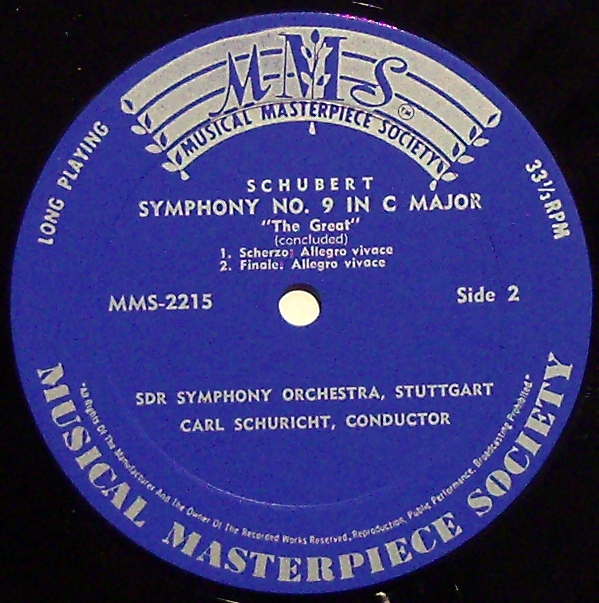 MMS
TM
MUSICAL MASTERPIECE SOCIETY
LONG PLAYING
33⅓ RPM
SCHUBERT
SYMPHONY NO. 9 IN C MAJOR
"The Great"
(concluded)
1. Scherzo: Allegro vivace
2. Finale: Allegro vivace
MMS-2215
Side 2
SDR SYMPHONY ORCHESTRA, STUTTGART
CARL SCHURICHT, CONDUCTOR
"All Rights Of The Manufacturer And The Owner Of The Recorded Works Reserved, Reproduction, Public Performance, Broadcasting Prohibited."
MUSICAL MASTERPIECE SOCIETY